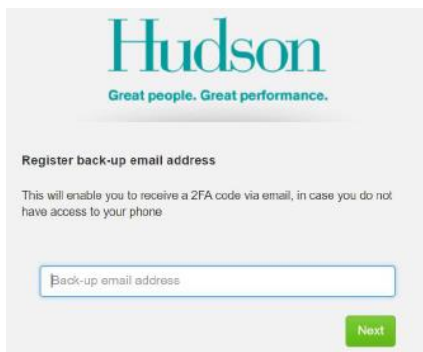 Hudson
Great people. Great performance.
Register back-up email address
This will enable you to receive a 2FA code via email, in case you do not
have access to your phone
Back-up email address
Next